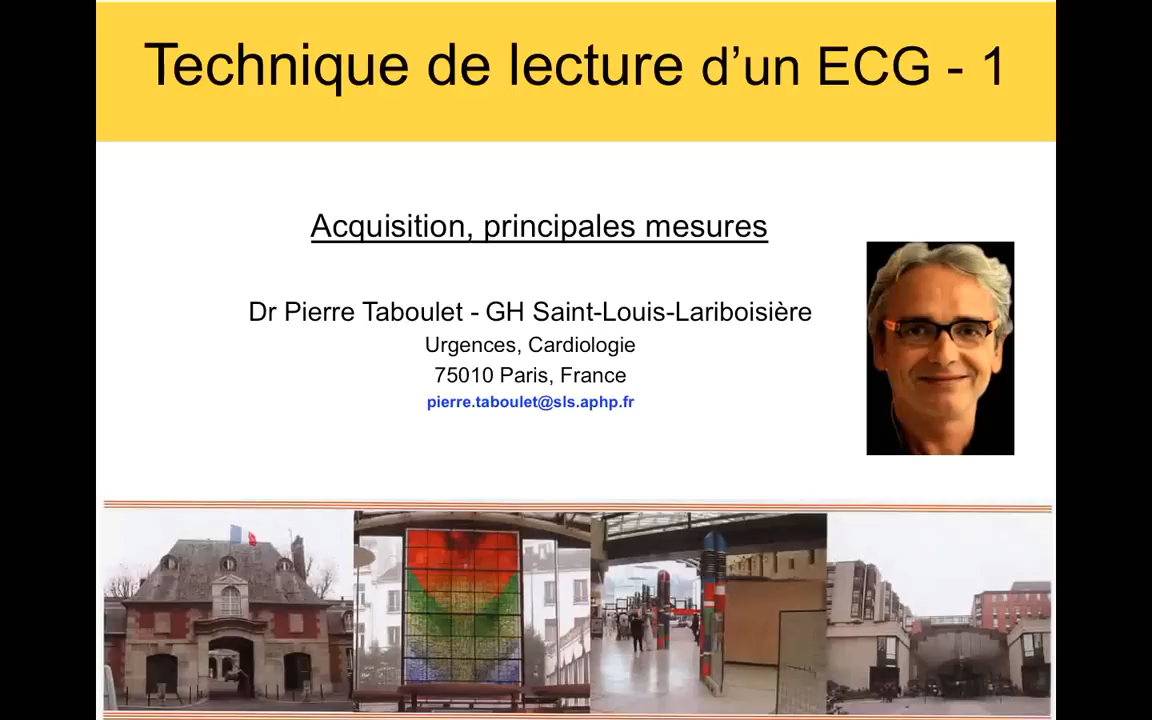 Technique de lecture d’un ECG - 1
Acquisition, principales mesures
Dr Pierre Taboulet - GH Saint-Louis-Lariboisière
Urgences, Cardiologie
75010 Paris, France
pierre.taboulet@sls.aphp.fr